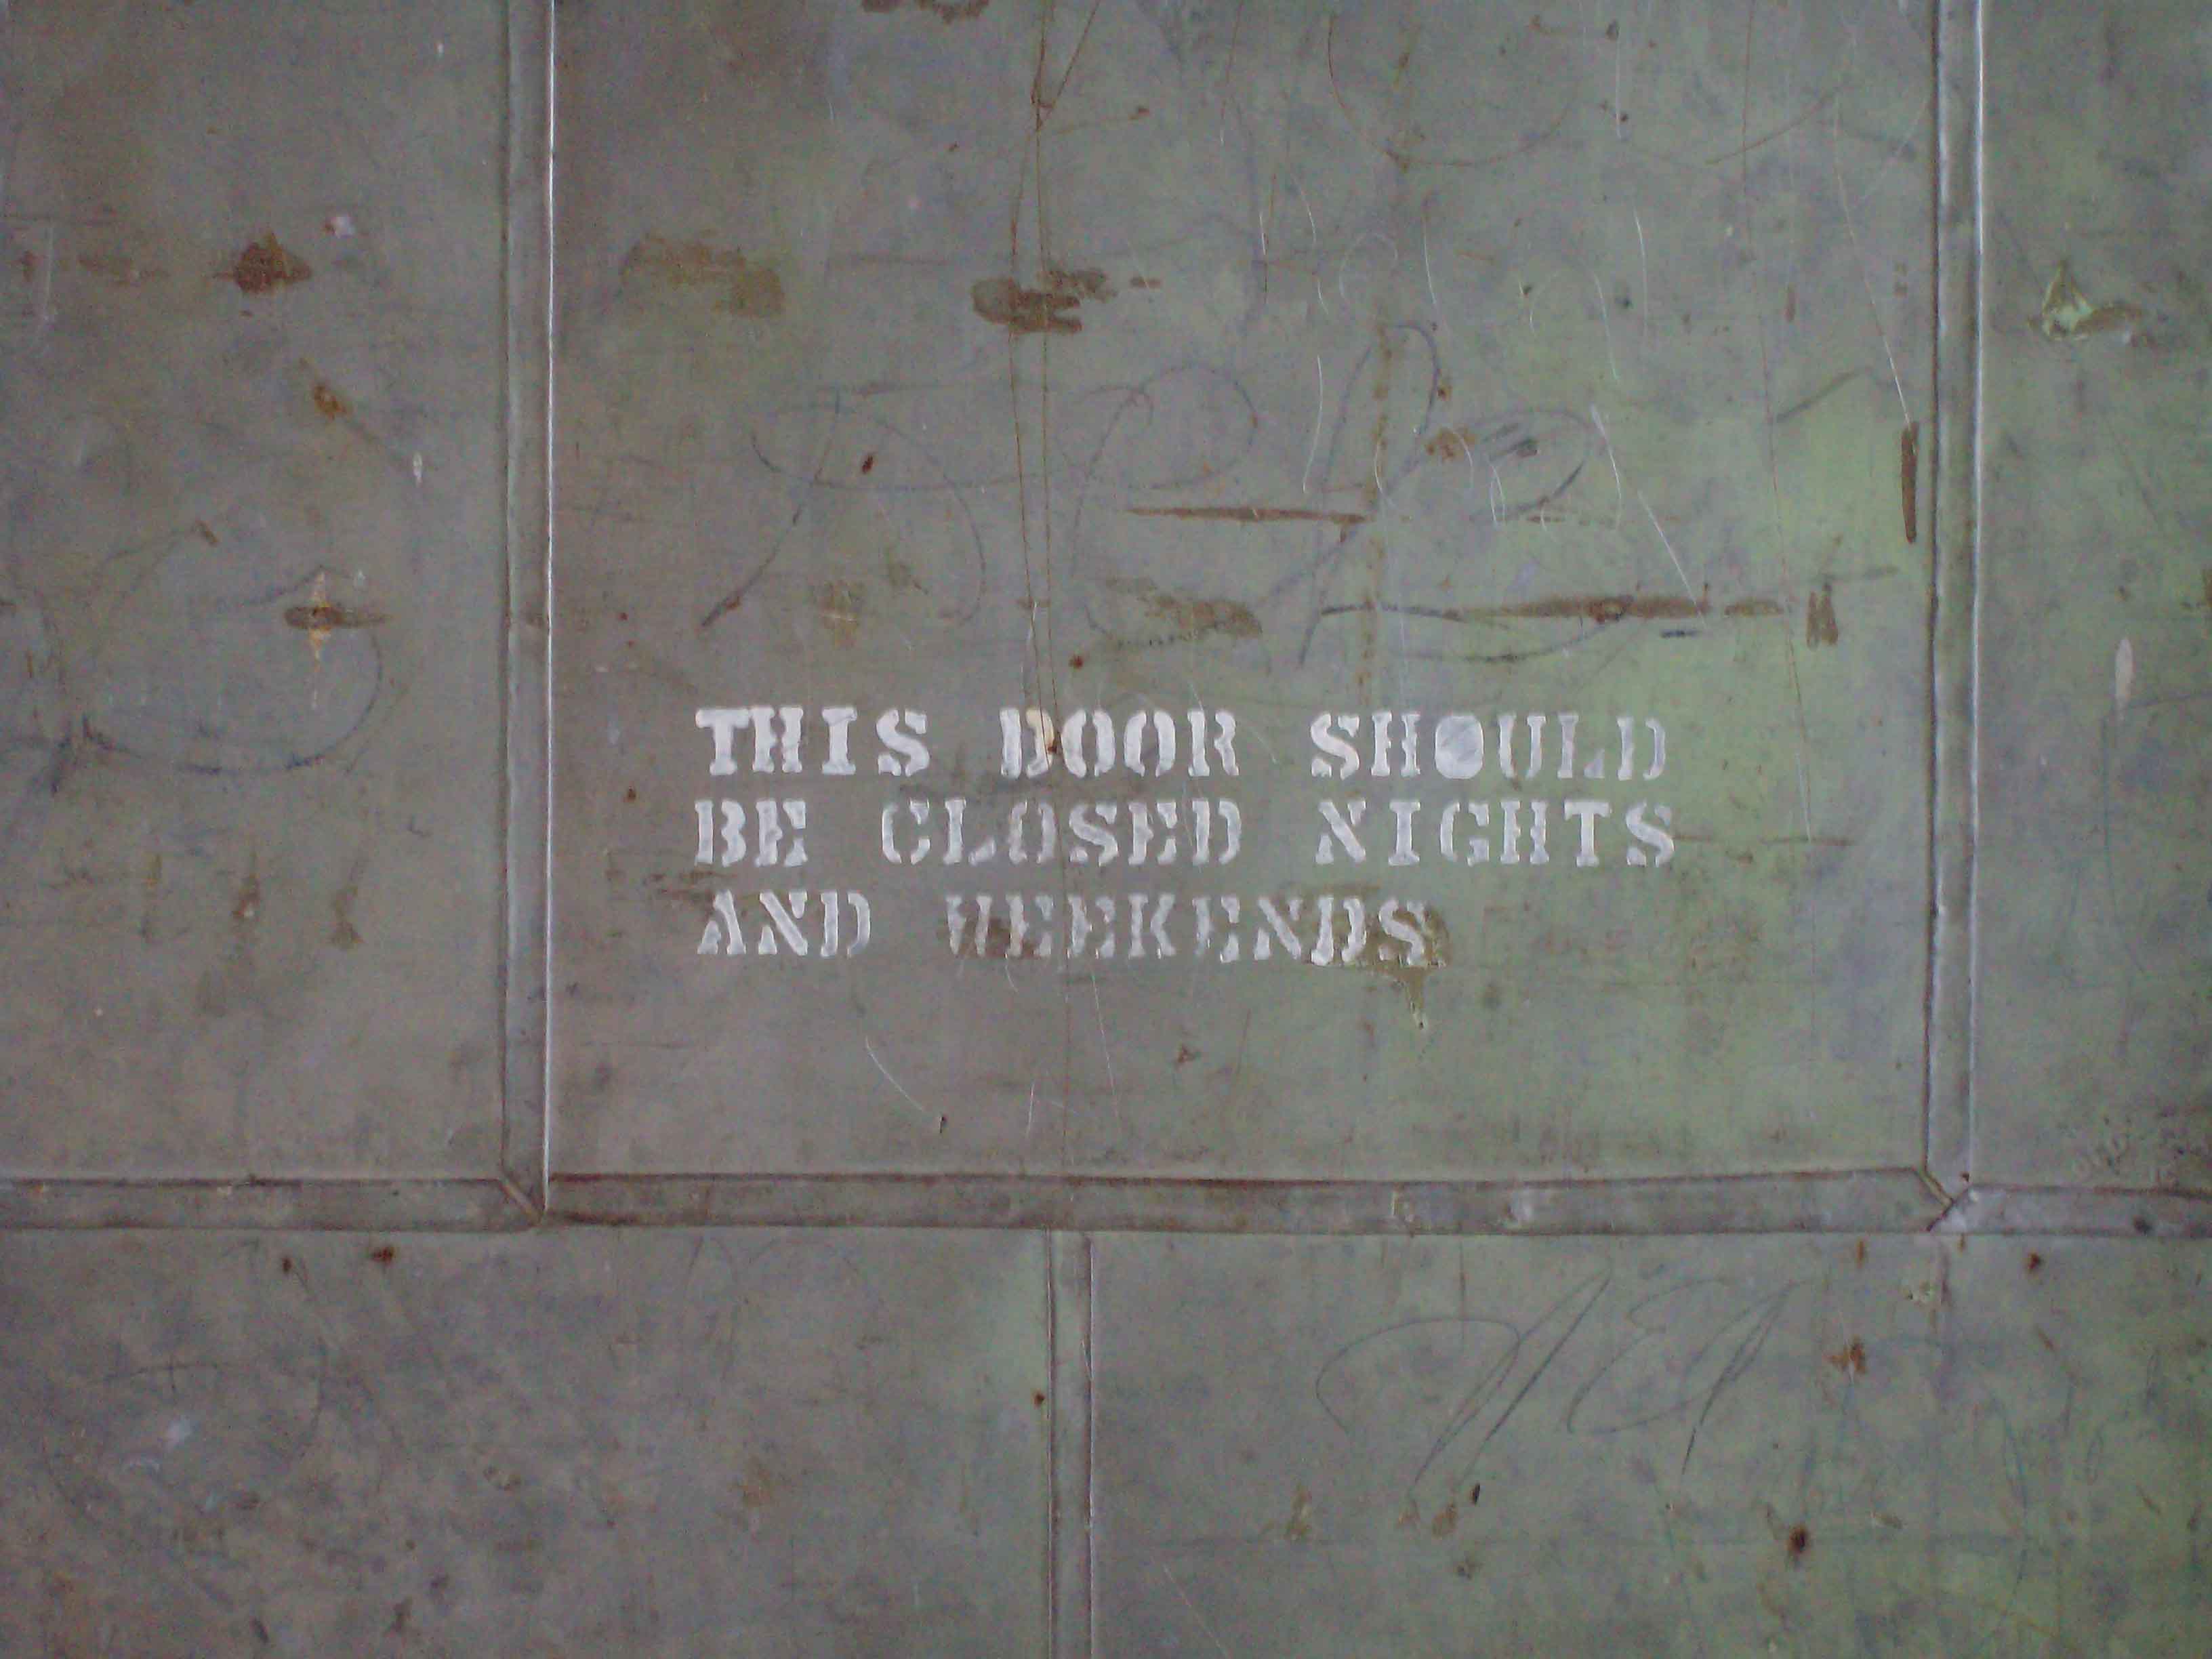 THIS DOOR SHOULD
BE CLOSED NIGHTS
AND WEEKENDS